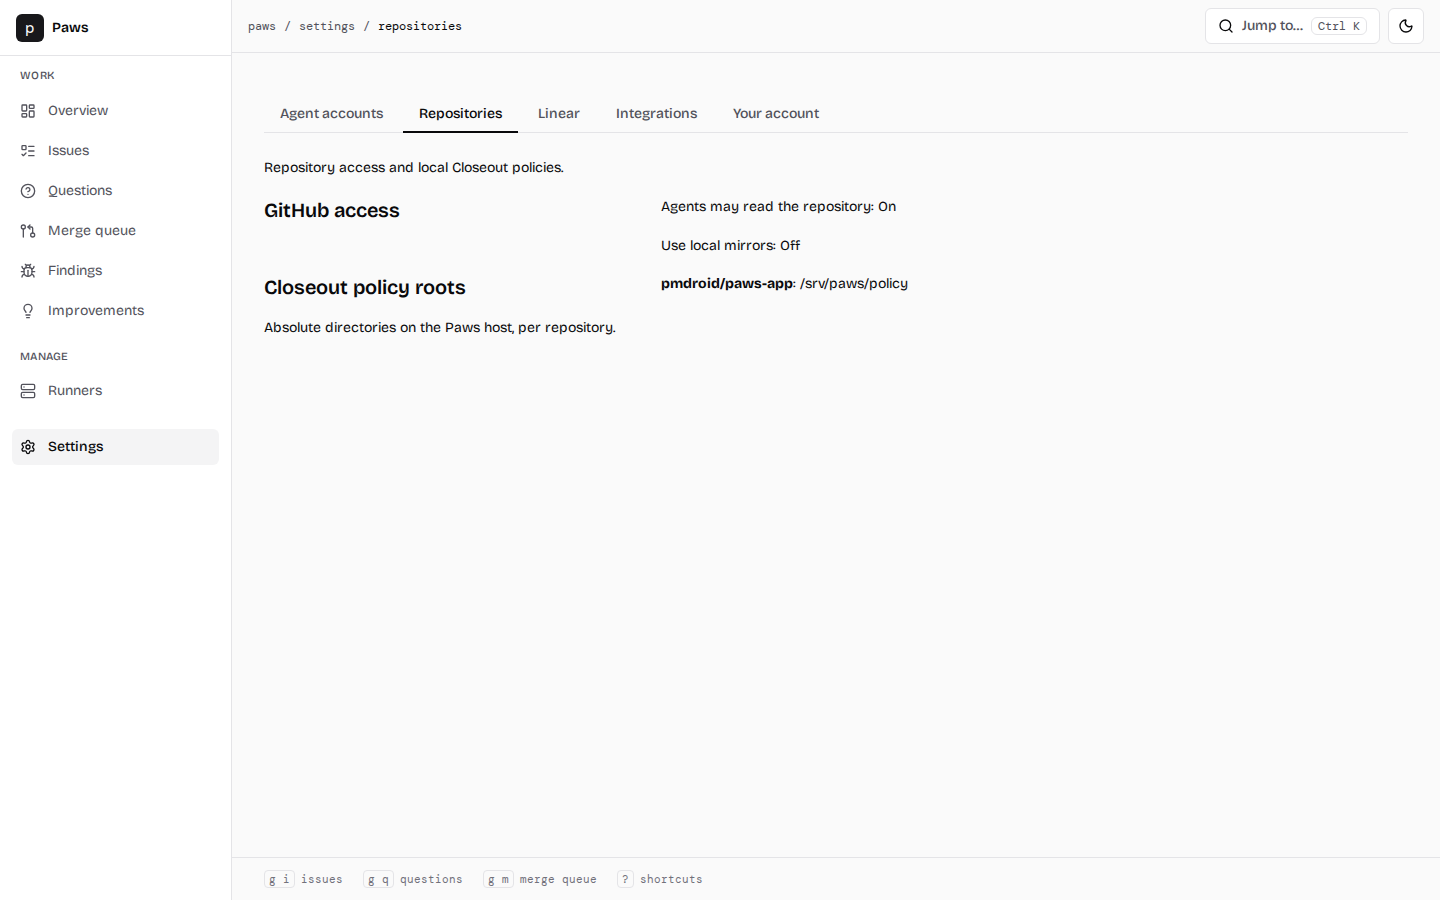 p Paws
paws / settings / repositories
Jump to... Ctrl K
WORK
Overview
Issues
Questions
Merge queue
Findings
Improvements
MANAGE
Runners
Settings
Agent accounts Repositories Linear Integrations Your account
Repository access and local Closeout policies.
GitHub access
Agents may read the repository: On
Use local mirrors: Off
Closeout policy roots
Absolute directories on the Paws host, per repository.
pmdroid/paws-app: /srv/paws/policy
g i issues g q questions g m merge queue ? shortcuts